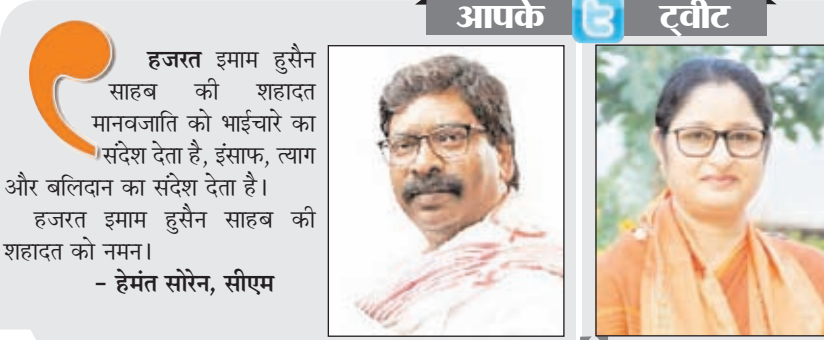 आपके ट्वीट
हजरत इमाम हुसैन
साहब की शहादत
मानवजाति को भाईचारे का
संदेश देता है, इंसाफ, त्याग
और बलिदान का संदेश देता है।
हजरत इमाम हुसैन साहब की
शहादत को नमन।
- हेमंत सोरेन, सीएम